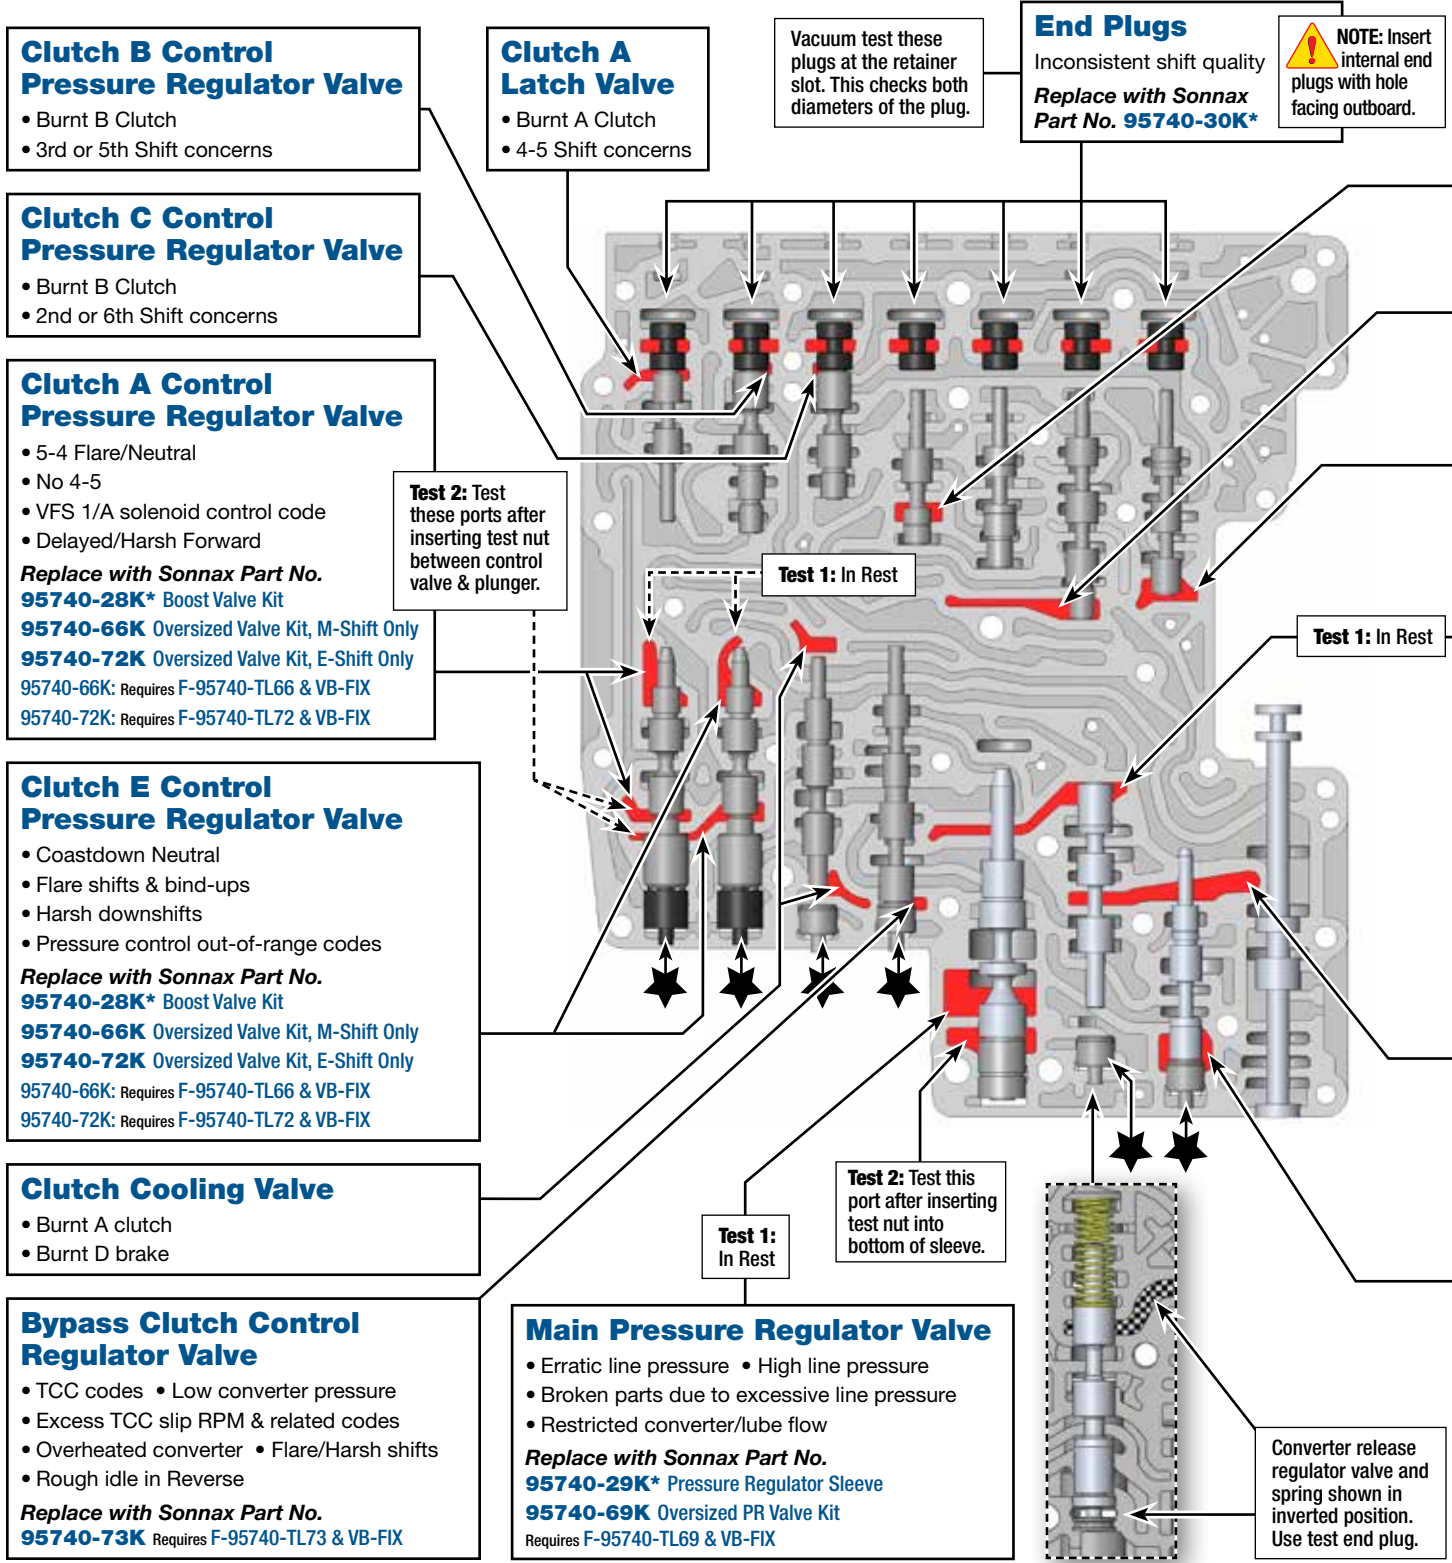 Clutch B Control
Pressure Regulator Valve
• Burnt B Clutch
• 3rd or 5th Shift concerns
Clutch A
Latch Valve
• Burnt A Clutch
• 4-5 Shift concerns
Vacuum test these
plugs at the retainer
slot. This checks both
diameters of the plug.
End Plugs
Inconsistent shift quality
Replace with Sonnax
Part No. 95740-30K*
NOTE: Insert
internal end
plugs with hole
facing outboard.
Clutch C Control
Pressure Regulator Valve
• Burnt B Clutch
• 2nd or 6th Shift concerns
Clutch A Control
Pressure Regulator Valve
• 5-4 Flare/Neutral
• No 4-5
• VFS 1/A solenoid control code
• Delayed/Harsh Forward
Replace with Sonnax Part No.
95740-28K* Boost Valve Kit
95740-66K Oversized Valve Kit, M-Shift Only
95740-72K Oversized Valve Kit, E-Shift Only
95740-66K: Requires F-95740-TL66 & VB-FIX
95740-72K: Requires F-95740-TL72 & VB-FIX
Test 2: Test
these ports after
inserting test nut
between control
valve & plunger.
Test 1: In Rest
Test 1: In Rest
Clutch E Control
Pressure Regulator Valve
• Coastdown Neutral
• Flare shifts & bind-ups
• Harsh downshifts
• Pressure control out-of-range codes
Replace with Sonnax Part No.
95740-28K* Boost Valve Kit
95740-66K Oversized Valve Kit, M-Shift Only
95740-72K Oversized Valve Kit, E-Shift Only
95740-66K: Requires F-95740-TL66 & VB-FIX
95740-72K: Requires F-95740-TL72 & VB-FIX
Clutch Cooling Valve
• Burnt A clutch
• Burnt D brake
Test 1:
In Rest
Test 2: Test this
port after inserting
test nut into
bottom of sleeve.
Bypass Clutch Control
Regulator Valve
• TCC codes • Low converter pressure
• Excess TCC slip RPM & related codes
• Overheated converter • Flare/Harsh shifts
• Rough idle in Reverse
Replace with Sonnax Part No.
95740-73K Requires F-95740-TL73 & VB-FIX
Main Pressure Regulator Valve
• Erratic line pressure • High line pressure
• Broken parts due to excessive line pressure
• Restricted converter/lube flow
Replace with Sonnax Part No.
95740-29K* Pressure Regulator Sleeve
95740-69K Oversized PR Valve Kit
Requires F-95740-TL69 & VB-FIX
Converter release
regulator valve and
spring shown in
inverted position.
Use test end plug.